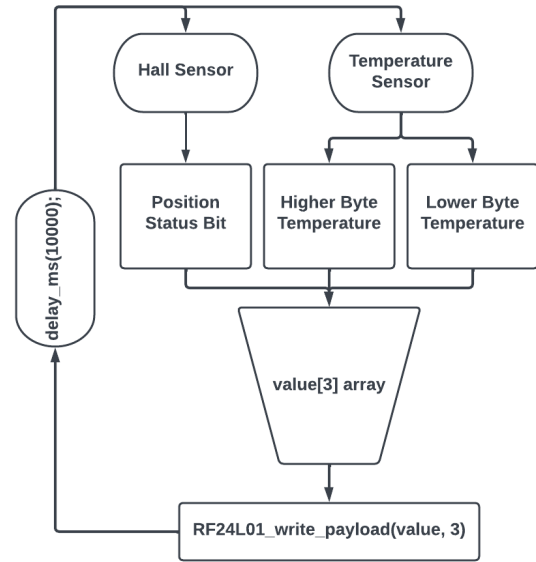 Hall Sensor
Temperature
Sensor
Position
Status Bit
Higher Byte
Temperature
Lower Byte
Temperature
delay_ms(10000);
value[3] array
RF24L01_write_payload(value, 3)